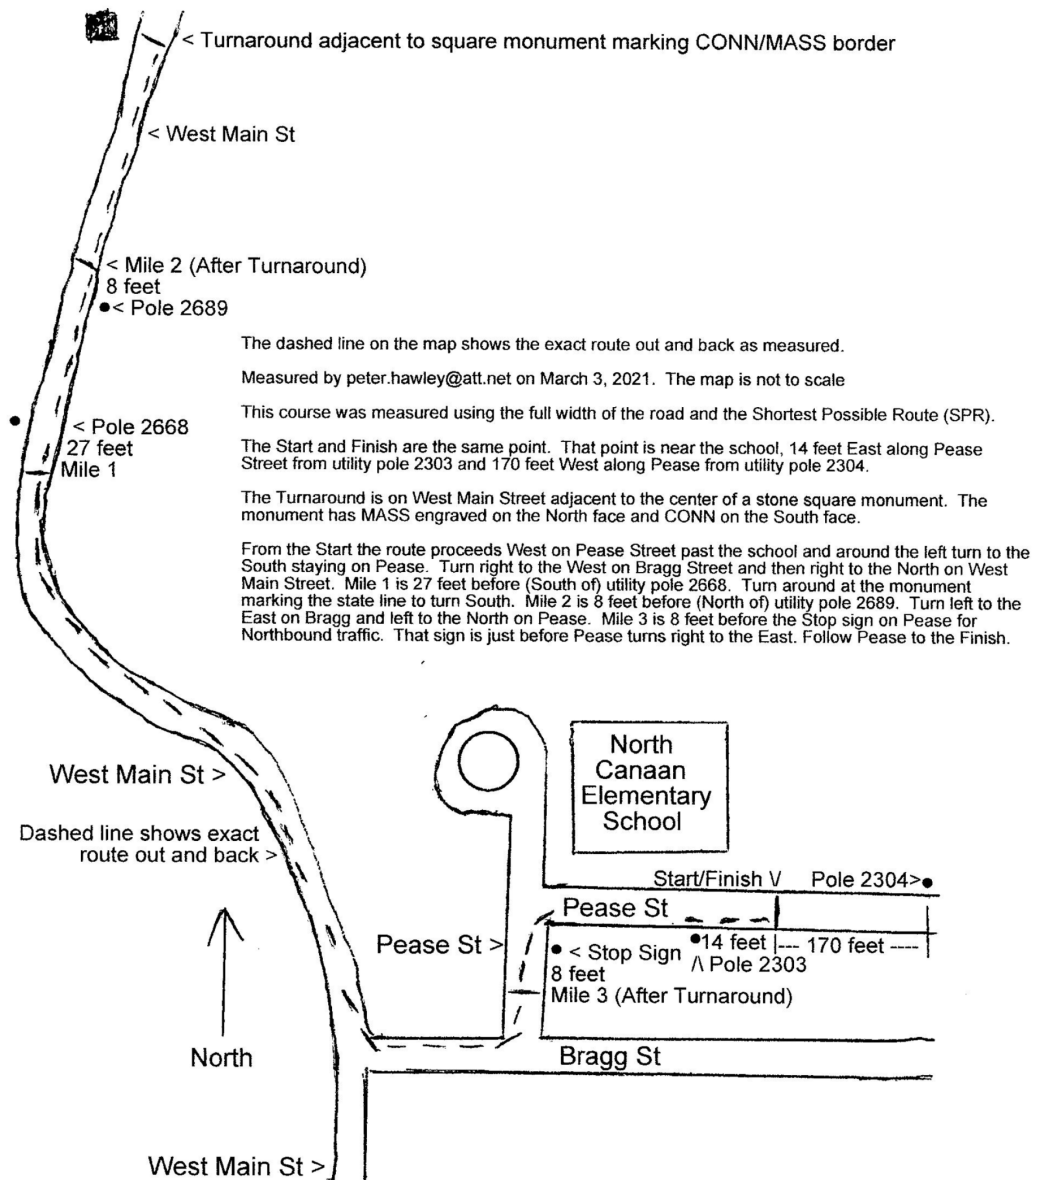 < Turnaround adjacent to square monument marking CONN/MASS border
< West Main St
< Mile 2 (After Turnaround)
8 feet
< Pole 2689
The dashed line on the map shows the exact route out and back as measured.
Measured by peter.hawley@att.net on March 3, 2021. The map is not to scale
This course was measured using the full width of the road and the Shortest Possible Route (SPR).
< Pole 2668
27 feet
Mile 1
The Start and Finish are the same point. That point is near the school, 14 feet East along Pease
Street from utility pole 2303 and 170 feet West along Pease from utility pole 2304.
The Turnaround is on West Main Street adjacent to the center of a stone square monument. The
monument has MASS engraved on the North face and CONN on the South face.
From the Start the route proceeds West on Pease Street past the school and around the left turn to the
South staying on Pease. Turn right to the West on Bragg Street and then right to the North on West
Main Street. Mile 1 is 27 feet before (South of) utility pole 2668. Turn around at the monument
marking the state line to turn South. Mile 2 is 8 feet before (North of) utility pole 2689. Turn left to the
East on Bragg and left to the North on Pease. Mile 3 is 8 feet before the Stop sign on Pease for
Northbound traffic. That sign is just before Pease turns right to the East. Follow Pease to the Finish.
North
Canaan
Elementary
School
West Main St >
Dashed line shows exact
route out and back >
Start/Finish \/ Pole 2304>
Pease St
Pease St >
< Stop Sign
14 feet |--- 170 feet ----
/\ Pole 2303
8 feet
Mile 3 (After Turnaround)
North
Bragg St
West Main St >